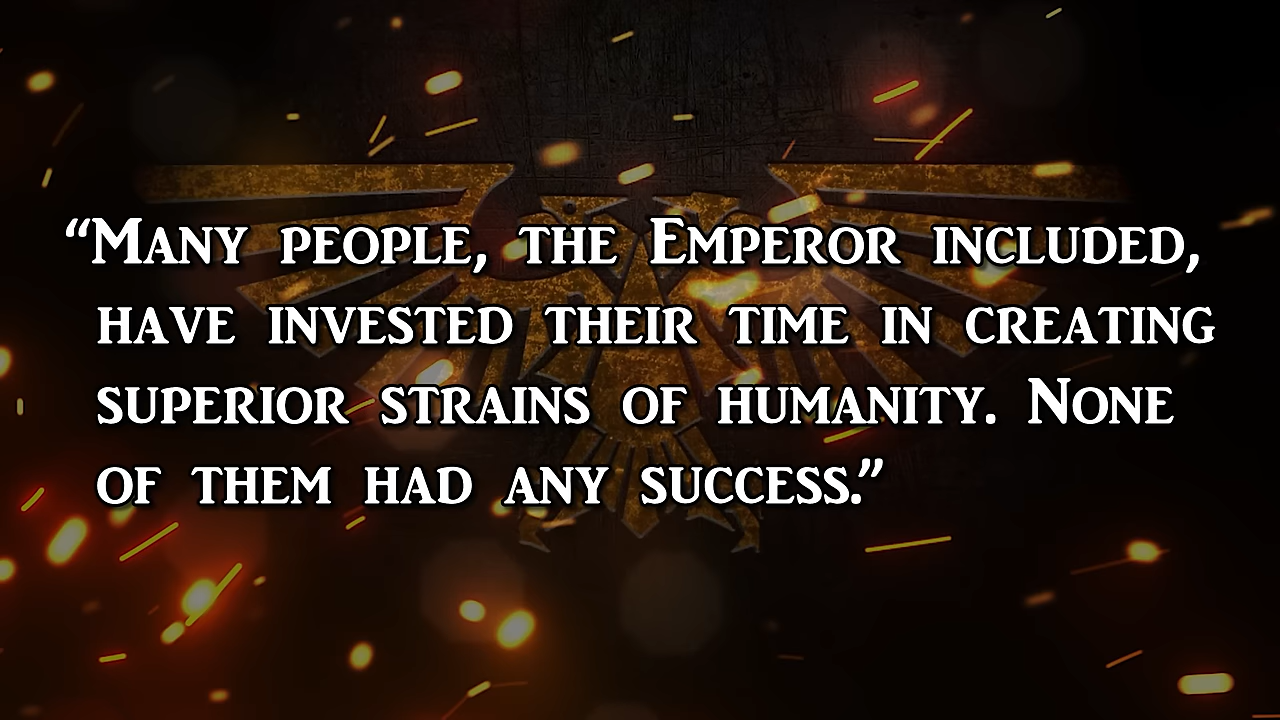 “Many people, the Emperor included,
have invested their time in creating
superior strains of humanity. None
of them had any success.”